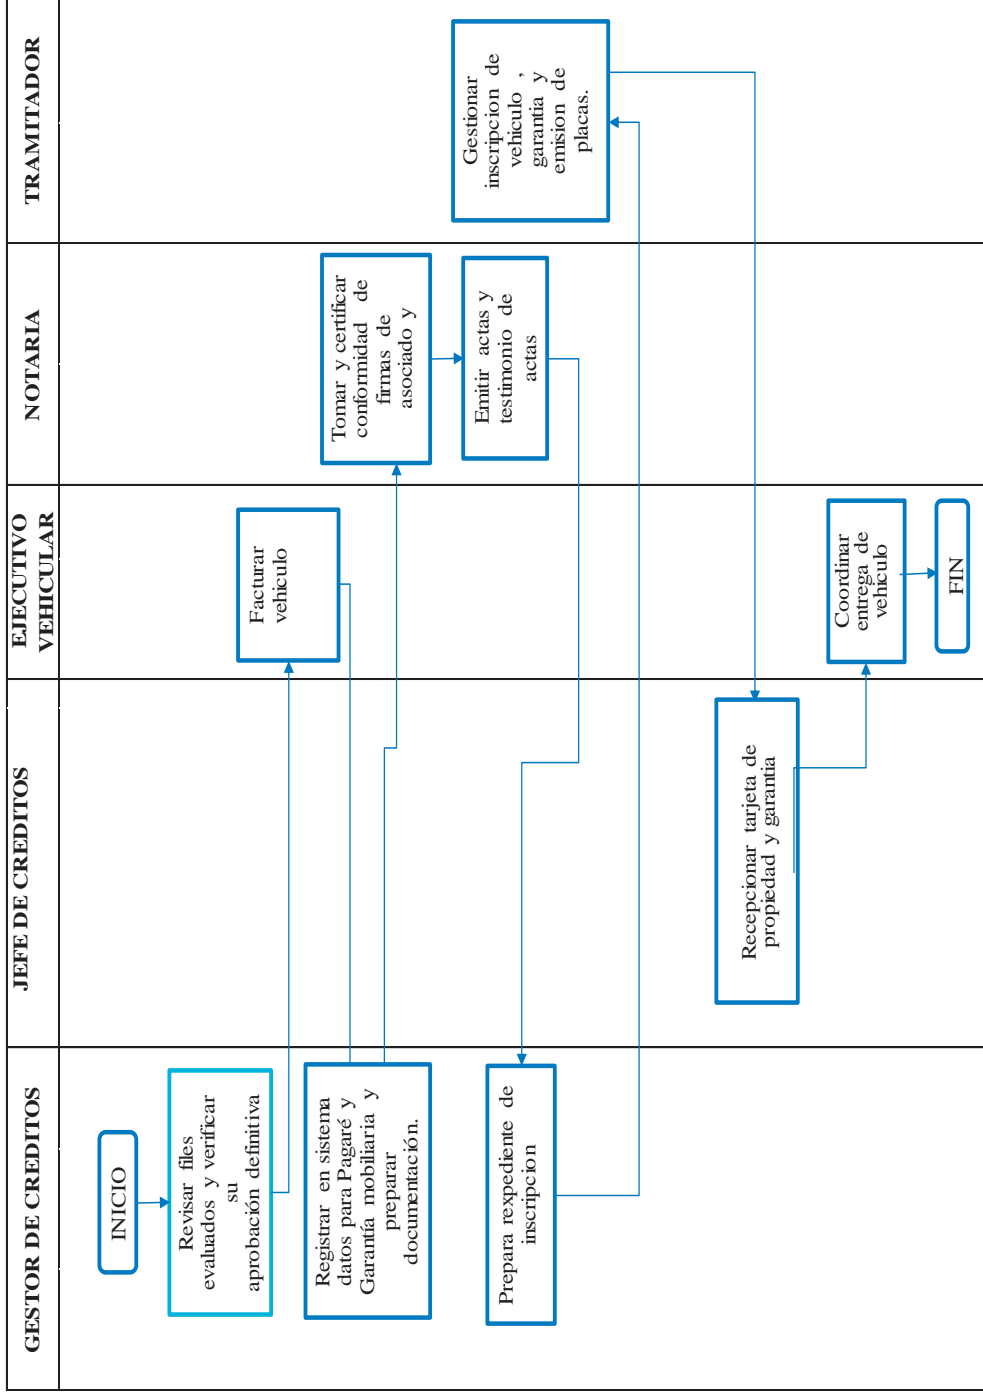 GESTOR DE CREDITOS
JEFE DE CREDITOS
EJECUTIVO
VEHICULAR
NOTARIA
TRAMITADOR
INICIO
Revisar files
evaluados y verificar
su
aprobación definitiva
Facturar
vehiculo
Registrar en sistema
datos para Pagaré y
Garantía mobiliaria y
preparar
documentación.
Tomar y certificar
conformidad de
firmas de
asociado y
Emitir actas y
testimonio de
actas
Prepara rexpediente de
inscripcion
Gestionar
inscripcion de
vehiculo ,
garantia y
emision de
placas.
Recepcionar tarjeta de
propiedad y garantia
Coordinar
entrega de
vehículo
FIN